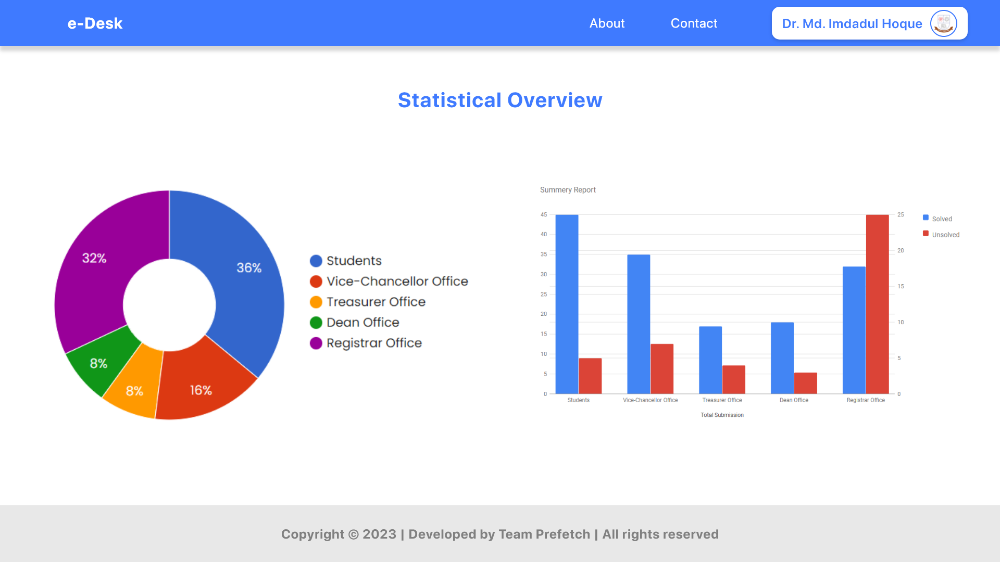 e-Desk
About
Contact
Dr. Md. Imdadul Hoque
Statistical Overview
32%
36%
8%
8%
16%
Students
Vice-Chancellor Office
Treasurer Office
Dean Office
Registrar Office
Summery Report
45
40
35
30
25
20
15
10
5
0
25
20
15
10
5
0
Solved
Unsolved
Students
Vice-Chancellor Office
Treasurer Office
Dean Office
Registrar Office
Total Submission
Copyright © 2023 | Developed by Team Prefetch | All rights reserved